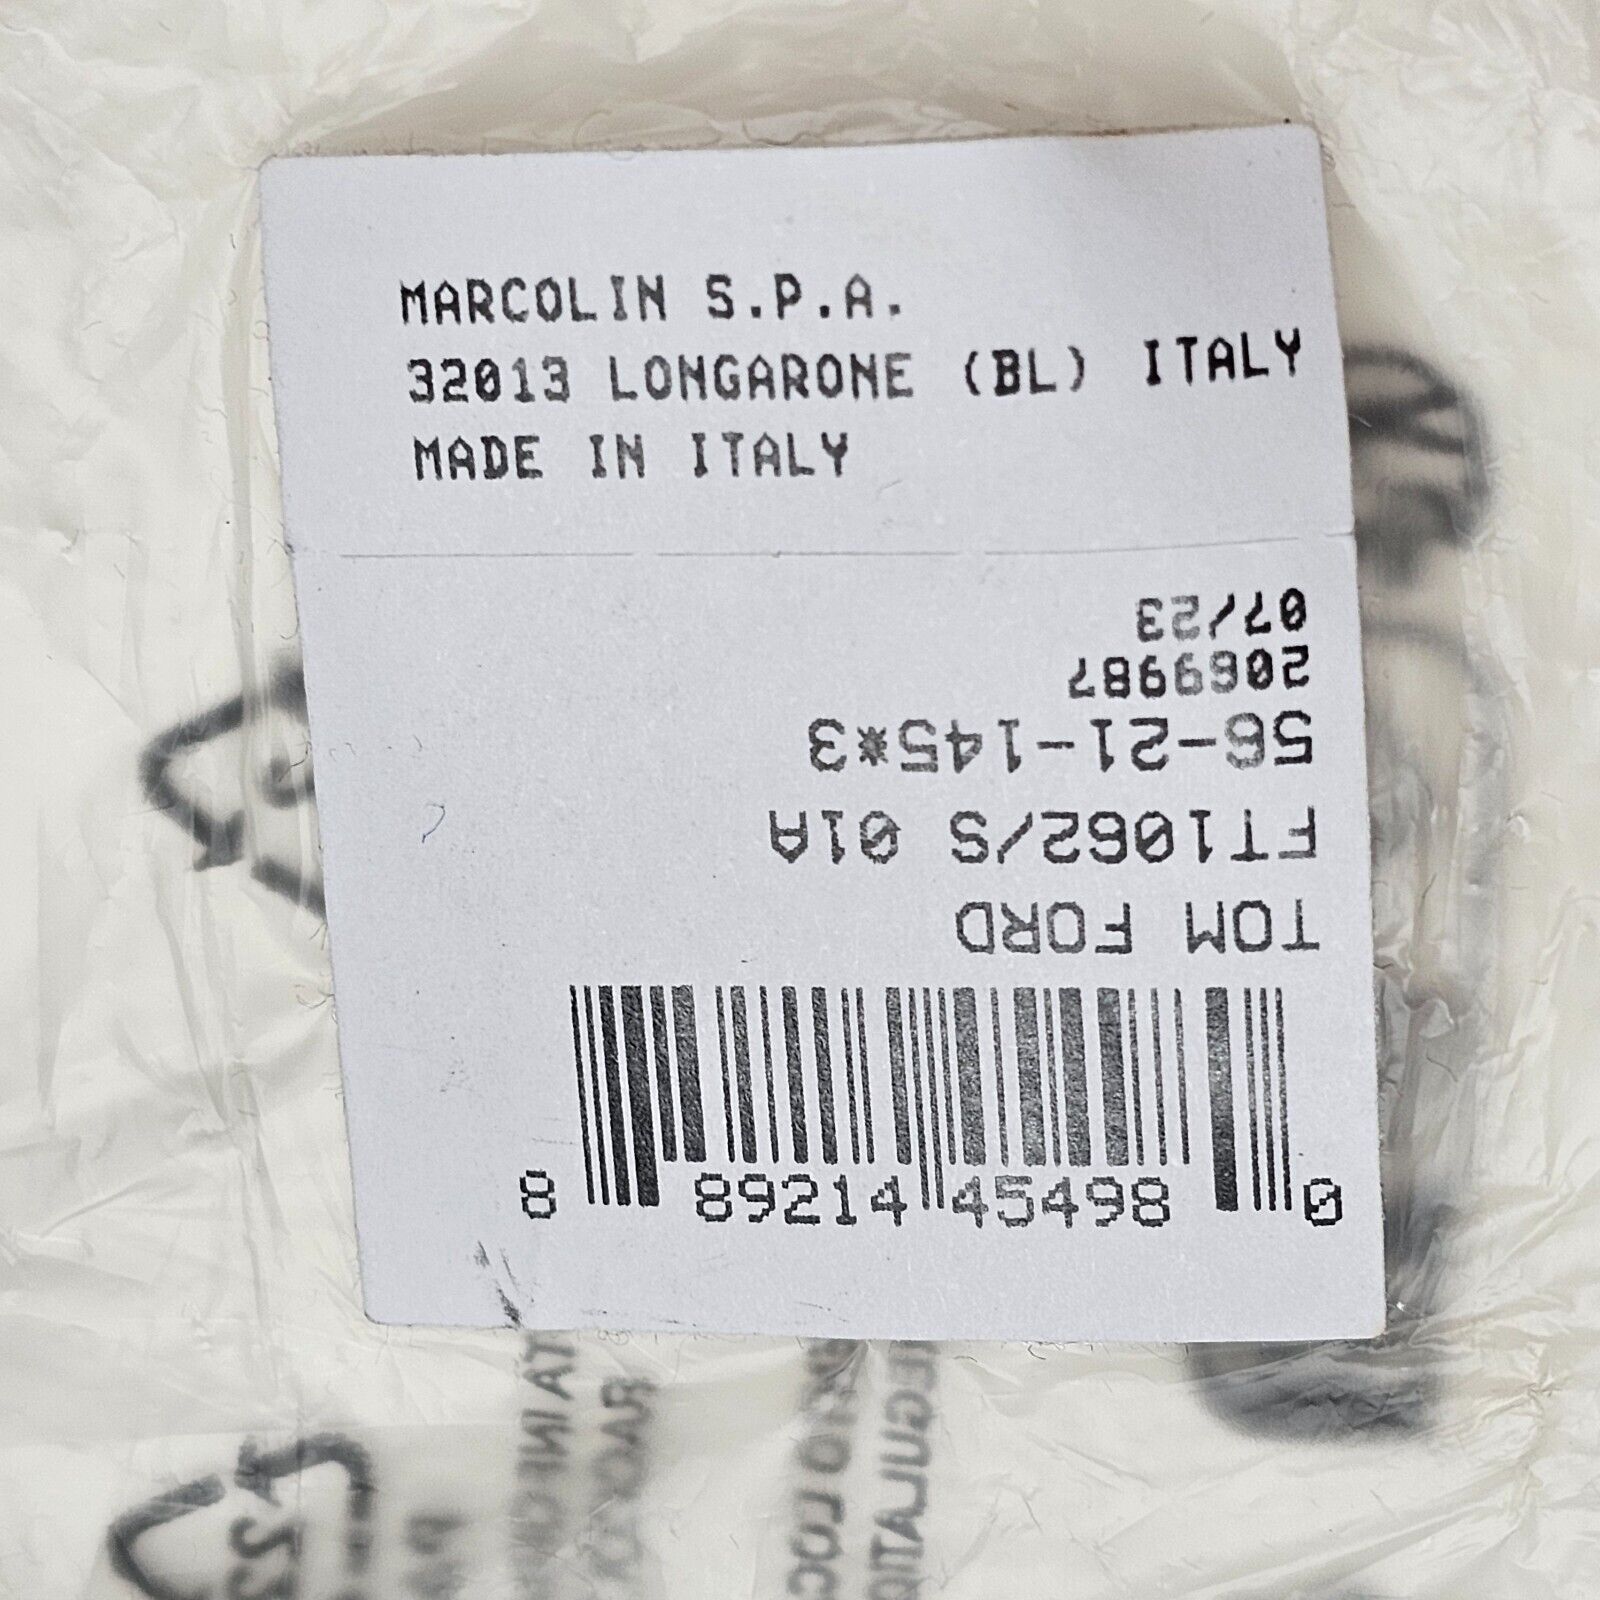 MARCOLIN S.P.A.
32013 LONGARONE (BL) ITALY
MADE IN ITALY
TOM FORD
FT1062/S 01A
56-21-145*3
2069987
07/23
8 89214 45498 0